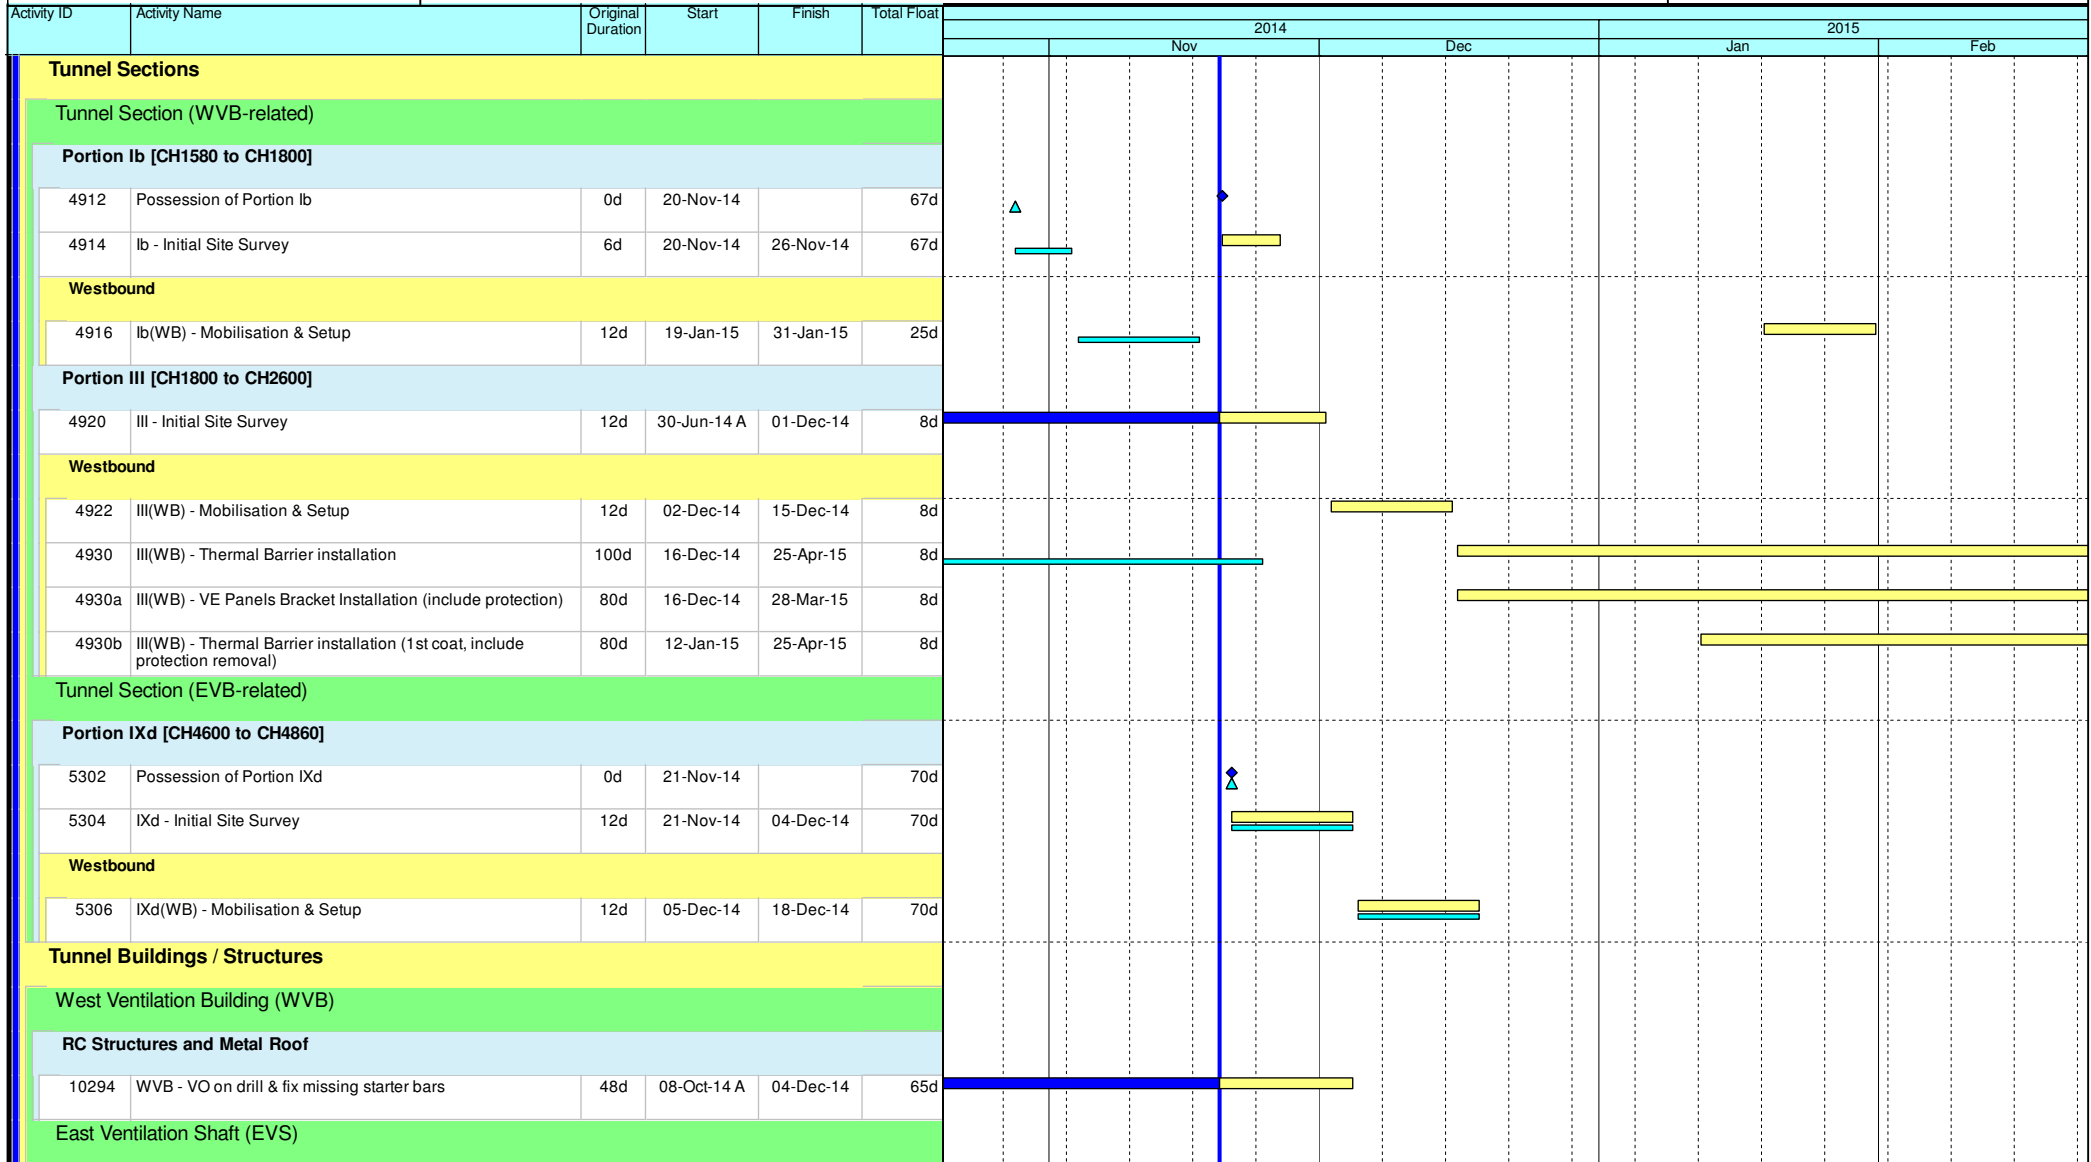 Activity ID Activity Name Original Duration Start Finish Total Float
2014 2015
Nov Dec Jan Feb
Tunnel Sections
Tunnel Section (WVB-related)
Portion Ib [CH1580 to CH1800]
4912 Possession of Portion Ib 0d 20-Nov-14 67d
4914 Ib - Initial Site Survey 6d 20-Nov-14 26-Nov-14 67d
Westbound
4916 Ib(WB) - Mobilisation & Setup 12d 19-Jan-15 31-Jan-15 25d
Portion III [CH1800 to CH2600]
4920 III - Initial Site Survey 12d 30-Jun-14 A 01-Dec-14 8d
Westbound
4922 III(WB) - Mobilisation & Setup 12d 02-Dec-14 15-Dec-14 8d
4930 III(WB) - Thermal Barrier installation 100d 16-Dec-14 25-Apr-15 8d
4930a III(WB) - VE Panels Bracket Installation (include protection) 80d 16-Dec-14 28-Mar-15 8d
4930b III(WB) - Thermal Barrier installation (1st coat, include 80d 12-Jan-15 25-Apr-15 8d
protection removal)
Tunnel Section (EVB-related)
Portion IXd [CH4600 to CH4860]
5302 Possession of Portion IXd 0d 21-Nov-14 70d
5304 IXd - Initial Site Survey 12d 21-Nov-14 04-Dec-14 70d
Westbound
5306 IXd(WB) - Mobilisation & Setup 12d 05-Dec-14 18-Dec-14 70d
Tunnel Buildings / Structures
West Ventilation Building (WVB)
RC Structures and Metal Roof
10294 WVB - VO on drill & fix missing starter bars 48d 08-Oct-14 A 04-Dec-14 65d
East Ventilation Shaft (EVS)